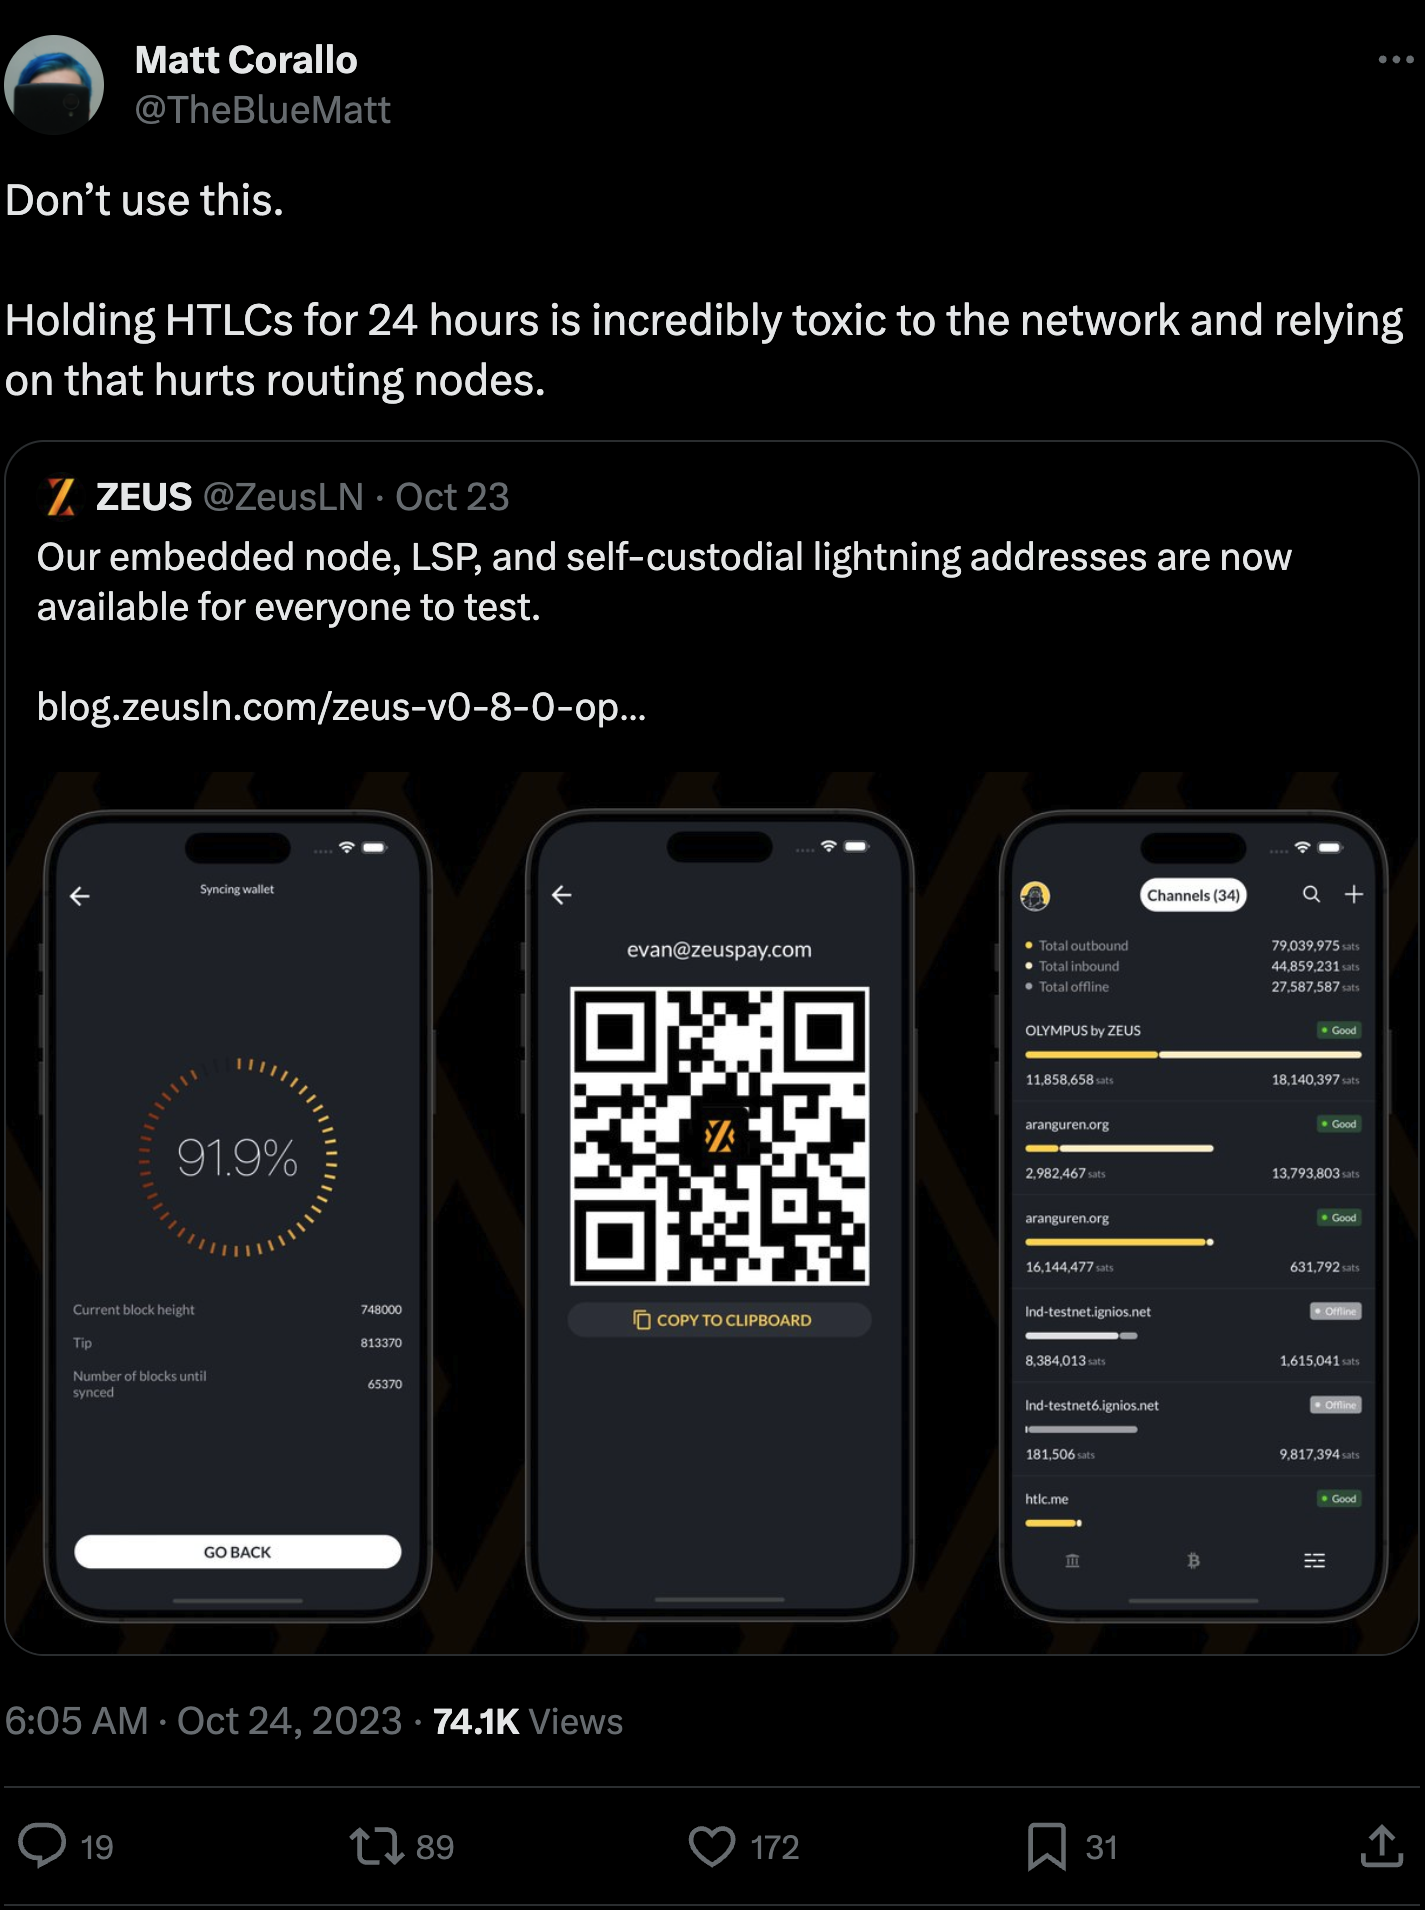 Matt Corallo
@TheBlueMatt
Don’t use this.
Holding HTLCs for 24 hours is incredibly toxic to the network and relying
on that hurts routing nodes.
ZEUS @ZeusLN · Oct 23
Our embedded node, LSP, and self-custodial lightning addresses are now
available for everyone to test.
blog.zeusln.com/zeus-v0-8-0-op...
Syncing wallet
91.9%
Current block height 748000
Tip 813370
Number of blocks until
synced
65370
GO BACK
evan@zeuspay.com
COPY TO CLIPBOARD
Channels (34)
Total outbound 79,039,975 sats
Total inbound 44,859,231 sats
Total offline 27,587,587 sats
OLYMPUS by ZEUS Good
11,858,658 sats 18,140,397 sats
aranguren.org Good
2,982,467 sats 13,793,803 sats
aranguren.org Good
16,144,477 sats 631,792 sats
lnd-testnet.ignios.net Offline
8,384,013 sats 1,615,041 sats
lnd-testnet6.ignios.net Offline
181,506 sats 9,817,394 sats
htlc.me Good
6:05 AM · Oct 24, 2023 · 74.1K Views
19 89 172 31